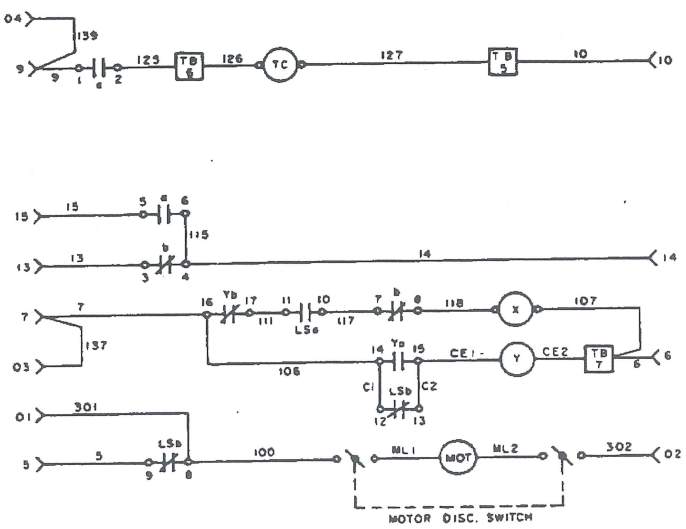 04
139
9 9 1 a 2 125 TB 6 126 TC 127 TB 5 10 10
15 15 5 a 6
115
13 13 3 b 4 14 14
7 7 16 Yb 17 111 11 LSa 10 117 7 b 8 118 X 107
137
03
106 14 Ya 15 CE1- Y CE2 TB 7 6 6
C1 C2
LSb
12 13
01 301
5 5 9 LSb 8 100 ML1 MOT ML2 302 02
MOTOR DISC. SWITCH